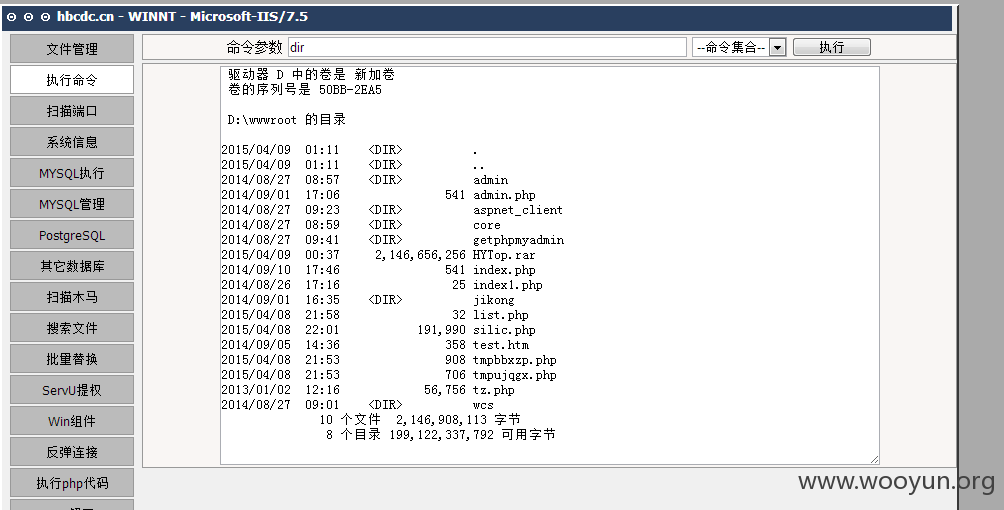 hbcdc.cn - WINNT - Microsoft-IIS/7.5
文件管理
执行命令
扫描端口
系统信息
MYSQL执行
MYSQL管理
PostgreSQL
其它数据库
扫描木马
搜索文件
批量替换
ServU提权
Win组件
反弹连接
执行php代码
命令参数 dir --命令集合-- 执行
驱动器 D 中的卷是 新加卷
卷的序列号是 50BB-2EA5
D:\wwwroot 的目录
2015/04/09 01:11 <DIR> .
2015/04/09 01:11 <DIR> ..
2014/08/27 08:57 <DIR> admin
2014/09/01 17:06 541 admin.php
2014/08/27 09:23 <DIR> aspnet_client
2014/08/27 08:59 <DIR> core
2014/08/27 09:41 <DIR> getphpmyadmin
2015/04/09 00:37 2,146,656,256 HYTop.rar
2014/09/10 17:46 541 index.php
2014/08/26 17:16 25 index1.php
2014/09/01 16:35 <DIR> jikong
2015/04/08 21:58 32 list.php
2015/04/08 22:01 191,990 silic.php
2014/09/05 14:36 358 test.htm
2015/04/08 21:53 908 tmpbbxzp.php
2015/04/08 21:53 706 tmpujqgx.php
2013/01/02 12:16 56,756 tz.php
2014/08/27 09:01 <DIR> wcs
10 个文件 2,146,908,113 字节
8 个目录 199,122,337,792 可用字节
www.wooyun.org